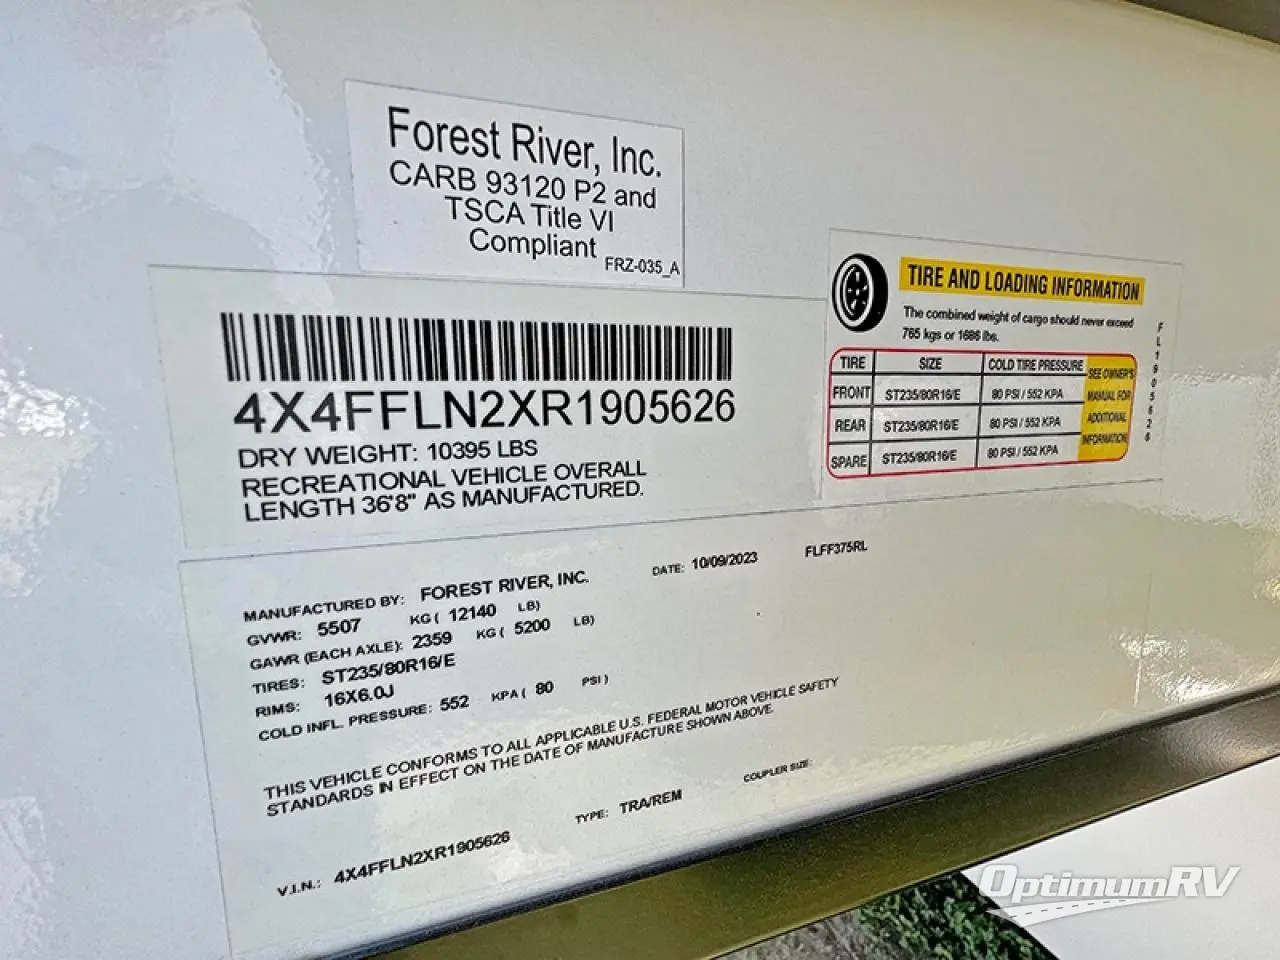 Forest River, Inc.
CARB 93120 P2 and
TSCA Title VI
Compliant
FRZ-035_A
4X4FFLN2XR1905626
DRY WEIGHT: 10395 LBS
RECREATIONAL VEHICLE OVERALL
LENGTH 36'8" AS MANUFACTURED.
TIRE AND LOADING INFORMATION
The combined weight of cargo should never exceed
765 kgs or 1686 lbs.
TIRE SIZE COLD TIRE PRESSURE
FRONT ST235/80R16/E 80 PSI / 552 KPA
REAR ST235/80R16/E 80 PSI / 552 KPA
SPARE ST235/80R16/E 80 PSI / 552 KPA
SEE OWNER'S
MANUAL FOR
ADDITIONAL
INFORMATION
FL1905626
MANUFACTURED BY: FOREST RIVER, INC. DATE: 10/09/2023 FLFF375RL
GVWR: 5507 KG ( 12140 LB)
GAWR (EACH AXLE): 2359 KG ( 5200 LB)
TIRES: ST235/80R16/E
RIMS: 16X6.0J
COLD INFL. PRESSURE: 552 KPA ( 80 PSI )
THIS VEHICLE CONFORMS TO ALL APPLICABLE U.S. FEDERAL MOTOR VEHICLE SAFETY
STANDARDS IN EFFECT ON THE DATE OF MANUFACTURE SHOWN ABOVE.
V.I.N.: 4X4FFLN2XR1905626 TYPE: TRA/REM COUPLER SIZE:
OptimumRV